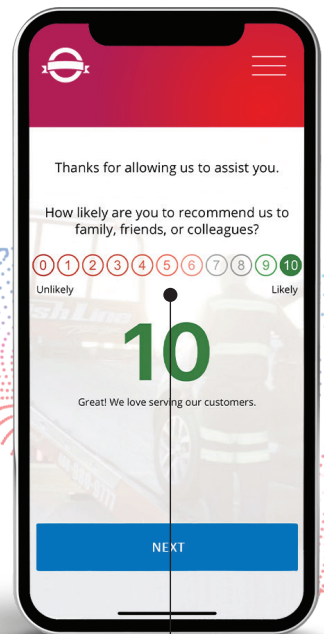 Thanks for allowing us to assist you.
How likely are you to recommend us to
family, friends, or colleagues?
0 1 2 3 4 5 6 7 8 9 10
Unlikely Likely
10
Great! We love serving our customers.
NEXT